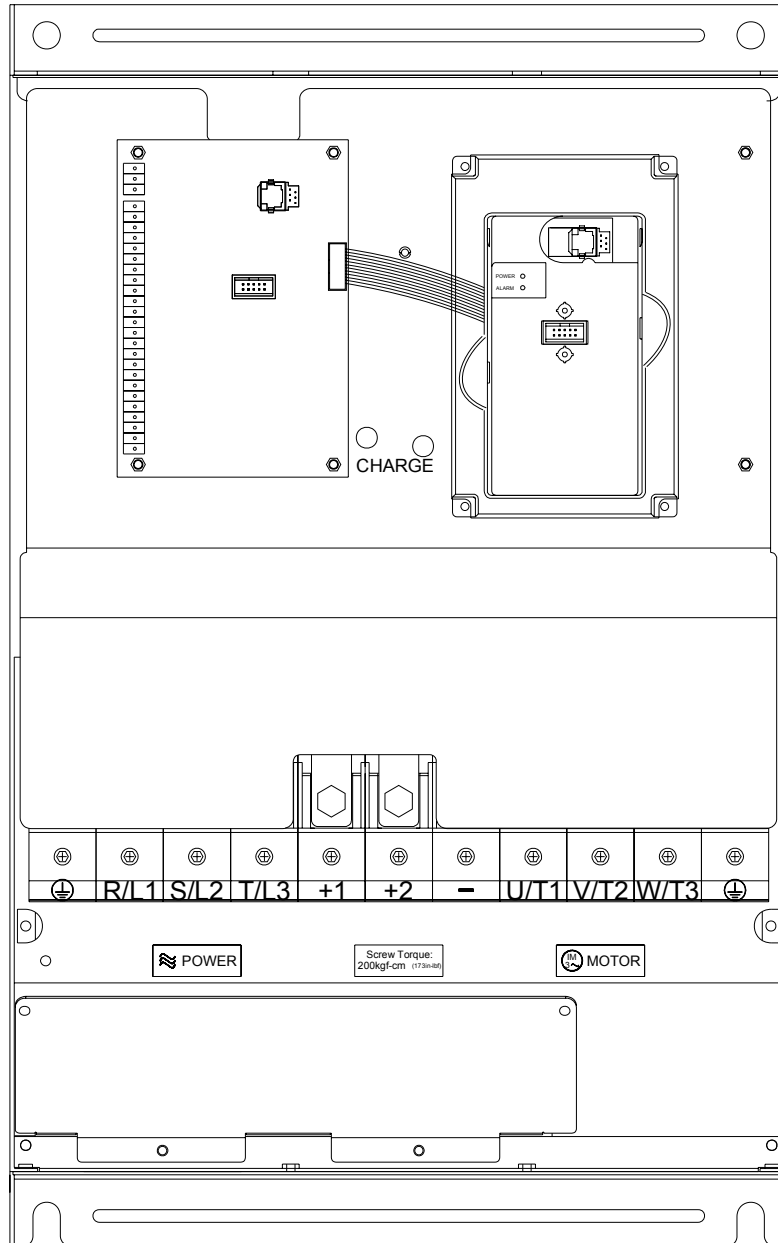 POWER
ALARM
CHARGE
R/L1 S/L2 T/L3 +1 +2 − U/T1 V/T2 W/T3
POWER
Screw Torque:
200kgf-cm (173in-lbf)
IM
3~
MOTOR